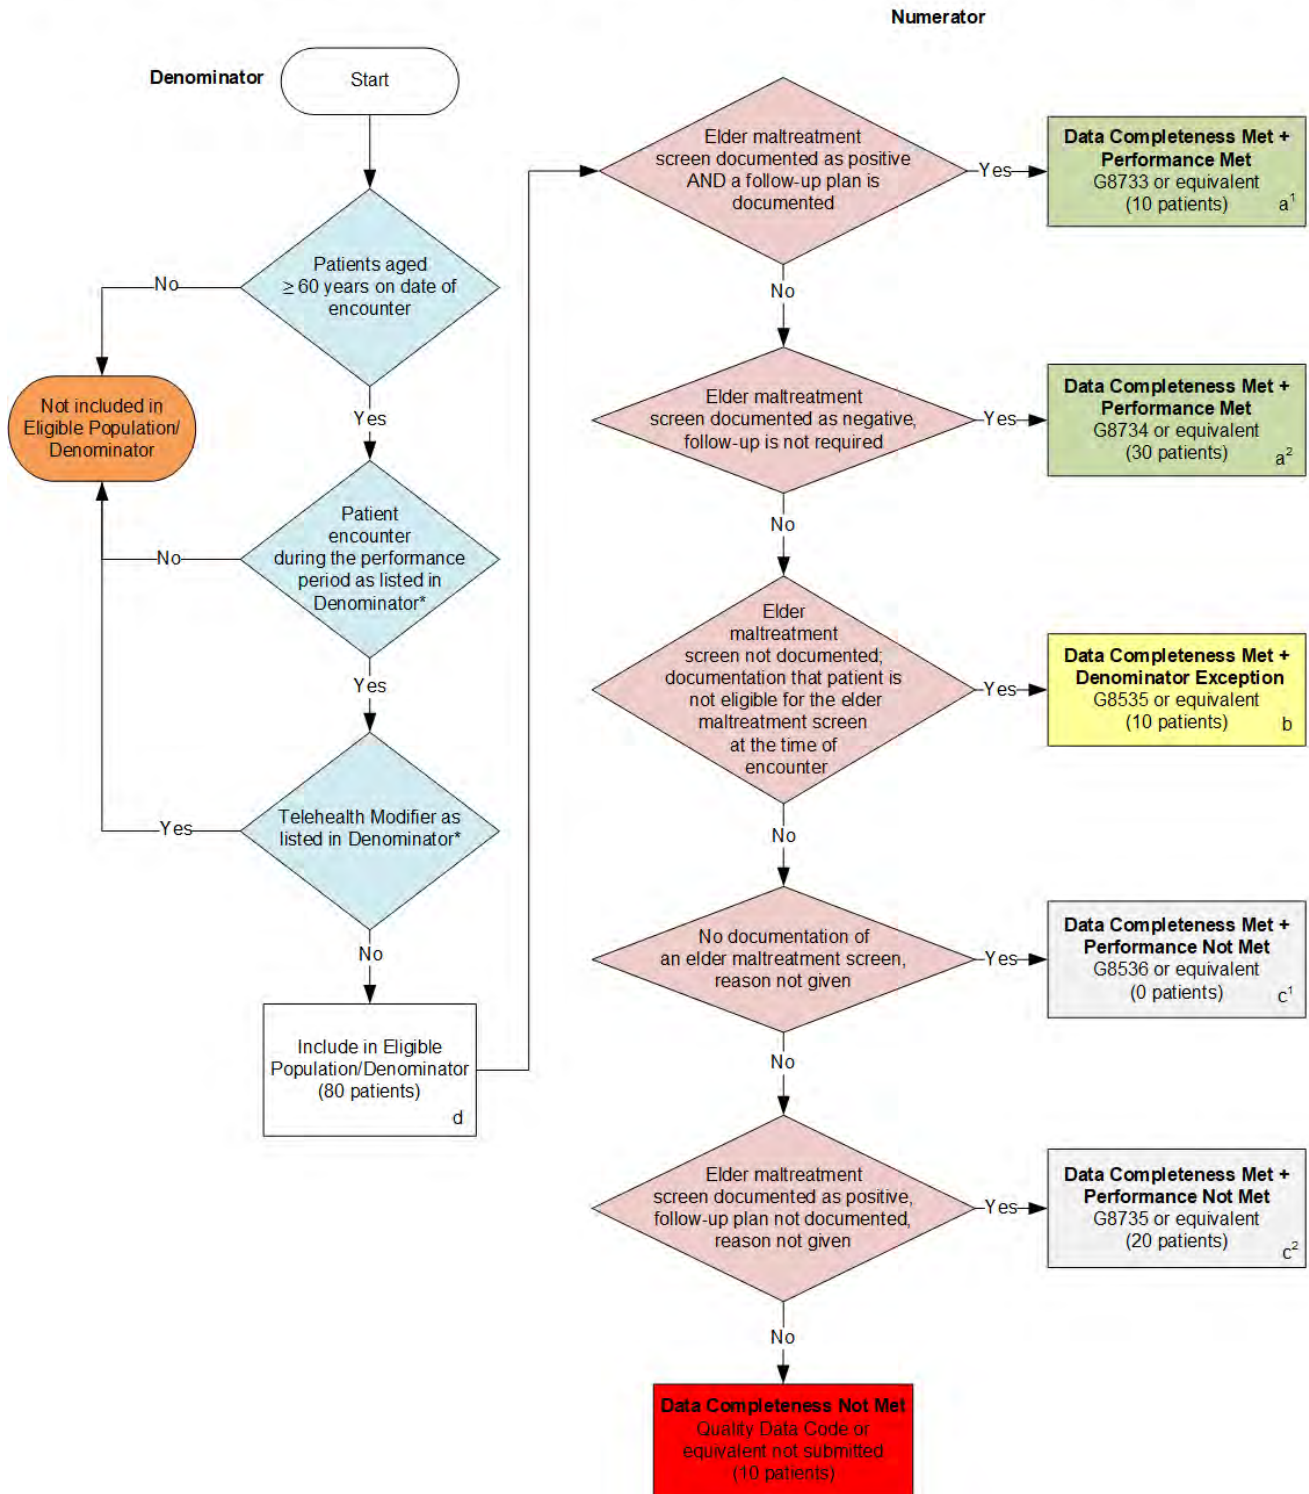 Numerator
Denominator
Start
Patients aged
≥ 60 years on date of
encounter
No
Yes
Not included in
Eligible Population/
Denominator
Patient
encounter
during the performance
period as listed in
Denominator*
No
Yes
Telehealth Modifier as
listed in Denominator*
Yes
No
Include in Eligible
Population/Denominator
(80 patients)
d
Elder maltreatment
screen documented as positive
AND a follow-up plan is
documented
Yes
Data Completeness Met +
Performance Met
G8733 or equivalent
(10 patients)
a¹
No
Elder maltreatment
screen documented as negative,
follow-up is not required
Yes
Data Completeness Met +
Performance Met
G8734 or equivalent
(30 patients)
a²
No
Elder
maltreatment
screen not documented;
documentation that patient is
not eligible for the elder
maltreatment screen
at the time of
encounter
Yes
Data Completeness Met +
Denominator Exception
G8535 or equivalent
(10 patients)
b
No
No documentation of
an elder maltreatment screen,
reason not given
Yes
Data Completeness Met +
Performance Not Met
G8536 or equivalent
(0 patients)
c¹
No
Elder maltreatment
screen documented as positive,
follow-up plan not documented,
reason not given
Yes
Data Completeness Met +
Performance Not Met
G8735 or equivalent
(20 patients)
c²
No
Data Completeness Not Met
Quality Data Code or
equivalent not submitted
(10 patients)